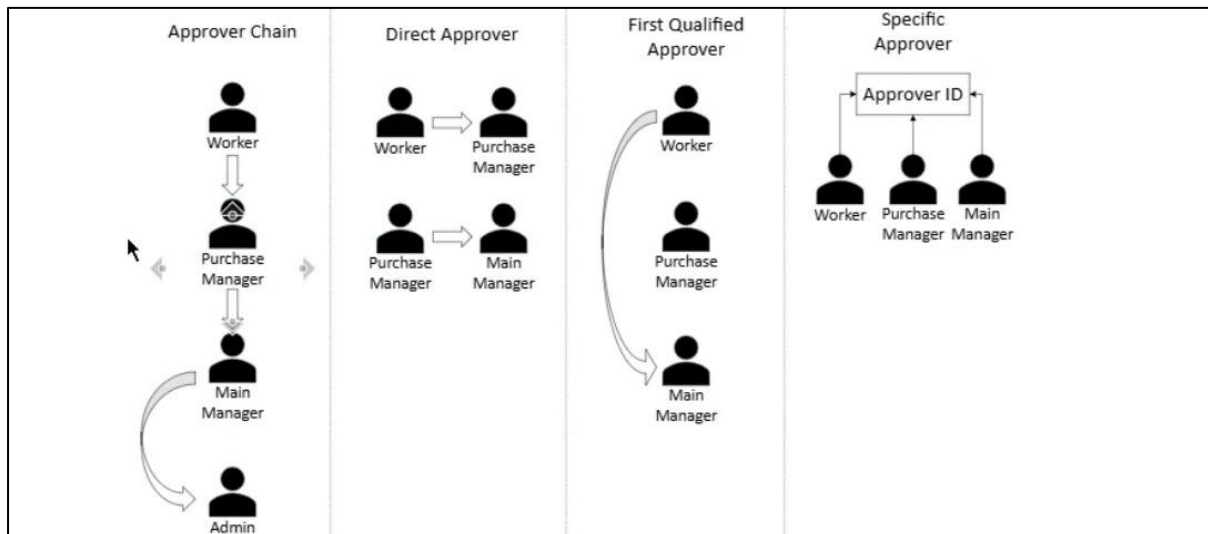 Approver Chain
Worker
Purchase
Manager
Main
Manager
Admin
Direct Approver
Worker
Purchase
Manager
Purchase
Manager
Main
Manager
First Qualified
Approver
Worker
Purchase
Manager
Main
Manager
Specific
Approver
Approver ID
Worker
Purchase
Manager
Main
Manager